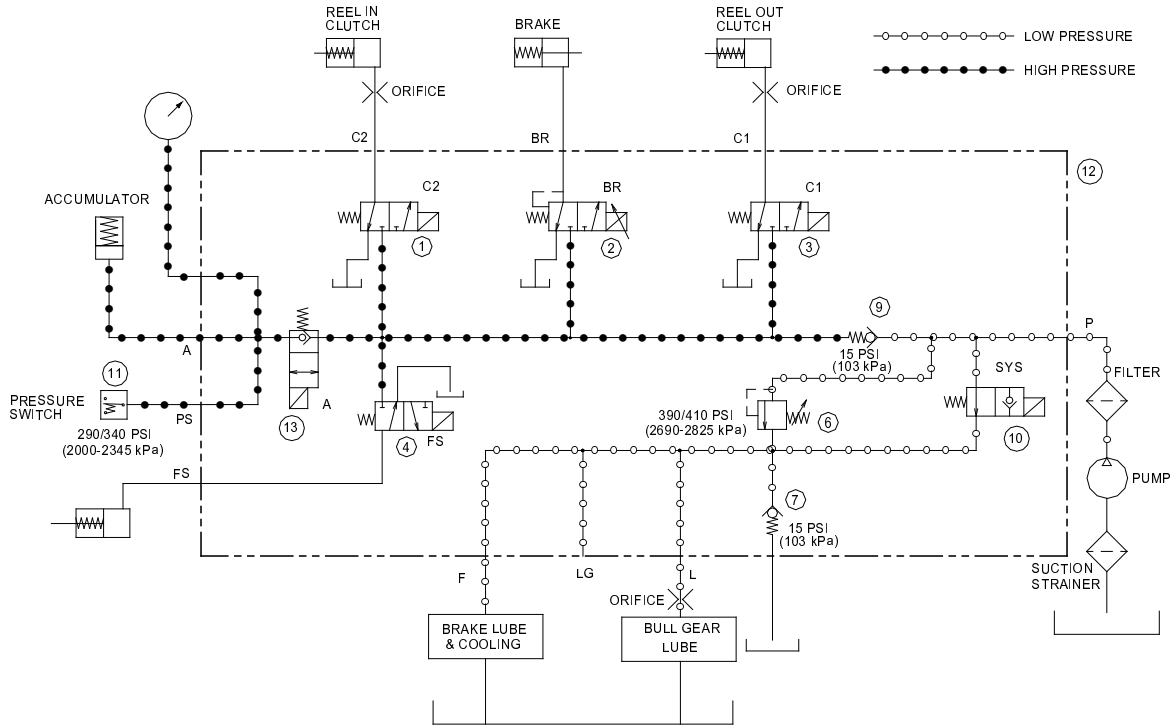 REEL IN
CLUTCH
BRAKE
REEL OUT
CLUTCH
LOW PRESSURE
HIGH PRESSURE
ORIFICE
ORIFICE
C2
BR
C1
12
ACCUMULATOR
C2
BR
C1
1
2
3
9
P
A
15 PSI
(103 kPa)
SYS
FILTER
11
PRESSURE
SWITCH
PS
A
13
290/340 PSI
(2000-2345 kPa)
390/410 PSI
(2690-2825 kPa)
6
10
4
FS
FS
7
PUMP
15 PSI
(103 kPa)
F
LG
L
SUCTION
STRAINER
ORIFICE
BRAKE LUBE
& COOLING
BULL GEAR
LUBE